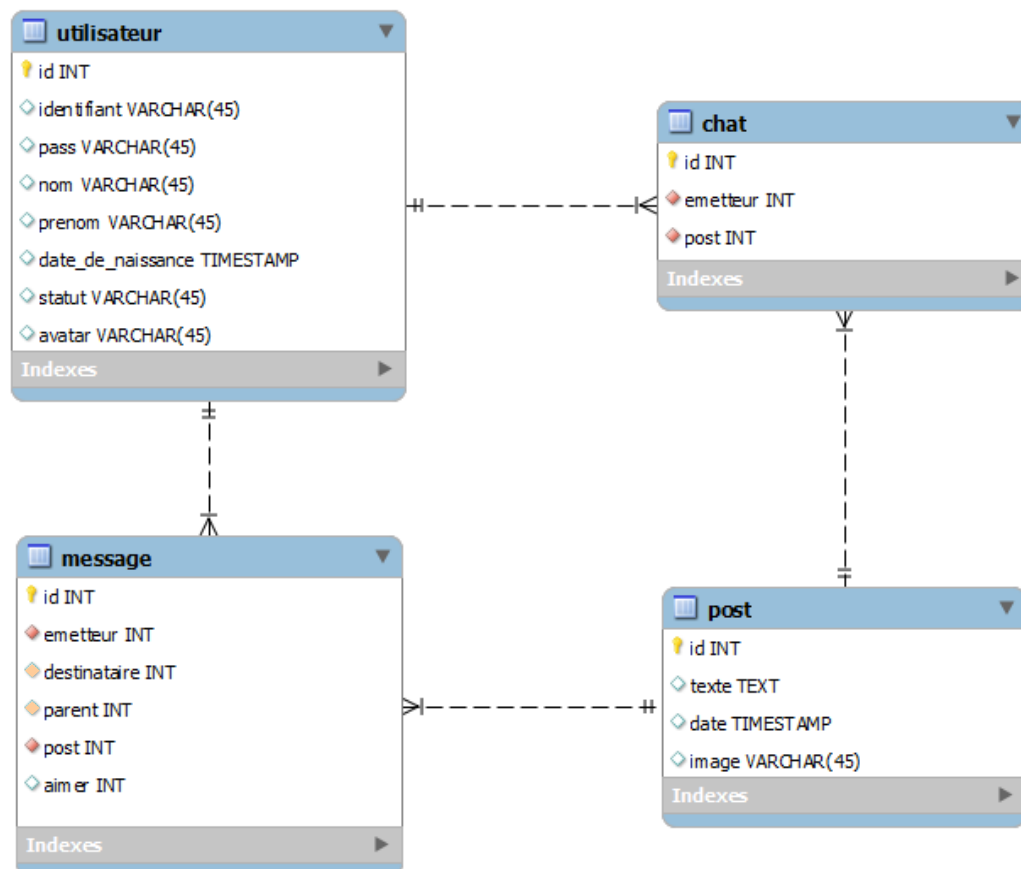 utilisateur
id INT
identifiant VARCHAR(45)
pass VARCHAR(45)
nom VARCHAR(45)
prenom VARCHAR(45)
date_de_naissance TIMESTAMP
statut VARCHAR(45)
avatar VARCHAR(45)
Indexes
chat
id INT
emetteur INT
post INT
Indexes
message
id INT
emetteur INT
destinataire INT
parent INT
post INT
aimer INT
Indexes
post
id INT
texte TEXT
date TIMESTAMP
image VARCHAR(45)
Indexes